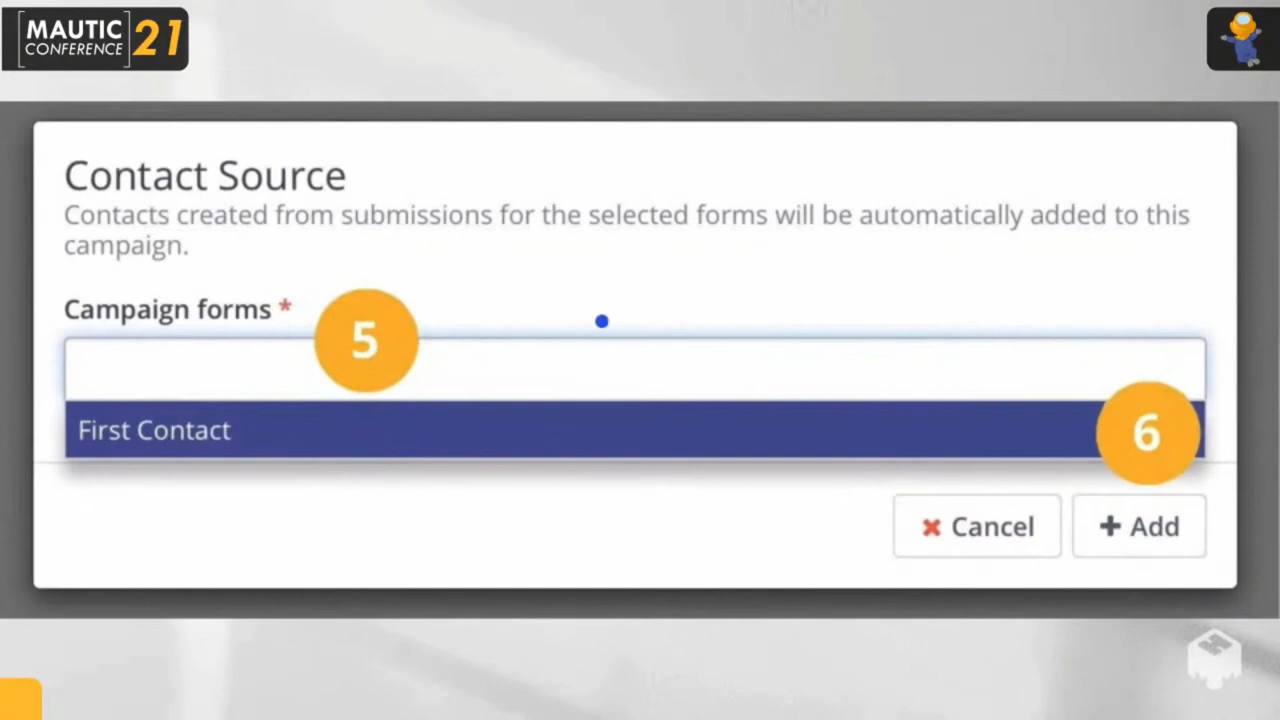 MAUTIC
CONFERENCE 21
Contact Source
Contacts created from submissions for the selected forms will be automatically added to this
campaign.
Campaign forms *
5
First Contact
6
Cancel
Add